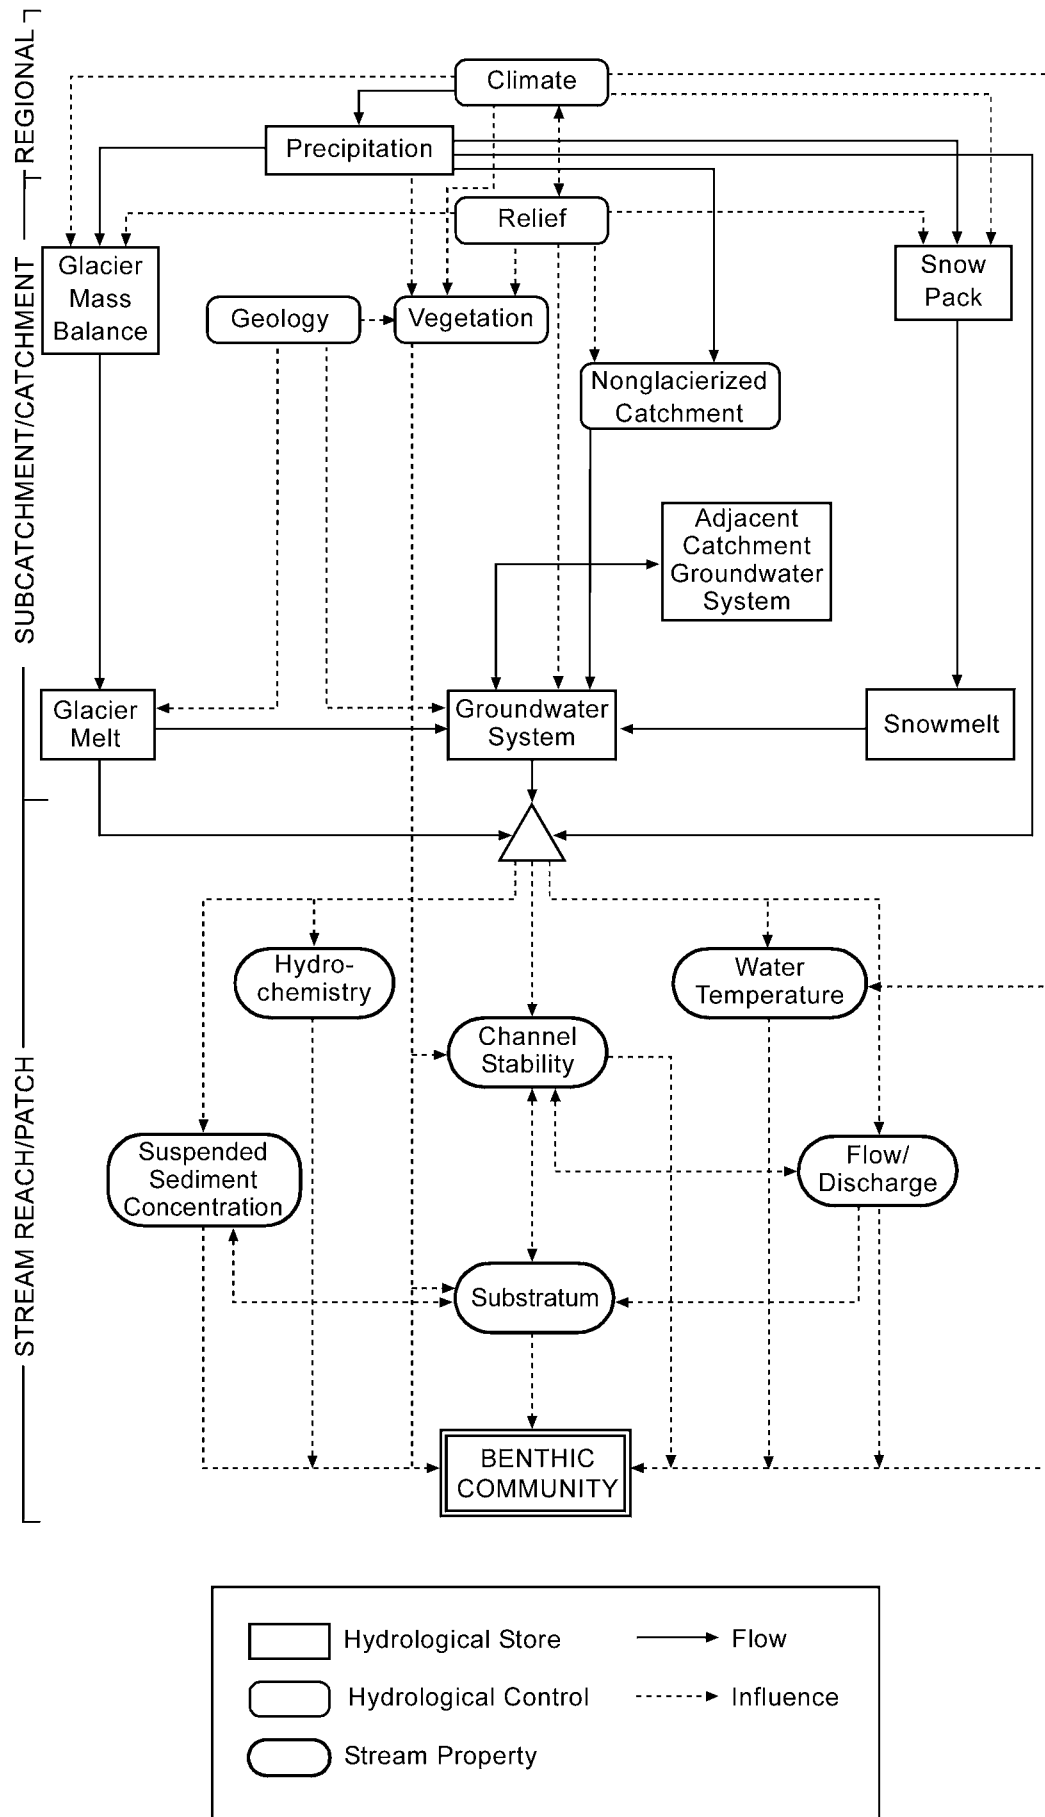 REGIONAL
SUBCATCHMENT/CATCHMENT
STREAM REACH/PATCH
Climate
Precipitation
Relief
Glacier
Mass
Balance
Snow
Pack
Geology
Vegetation
Nonglacierized
Catchment
Adjacent
Catchment
Groundwater
System
Glacier
Melt
Groundwater
System
Snowmelt
Hydro-
chemistry
Water
Temperature
Channel
Stability
Suspended
Sediment
Concentration
Flow/
Discharge
Substratum
BENTHIC
COMMUNITY
Hydrological Store
Flow
Hydrological Control
Influence
Stream Property